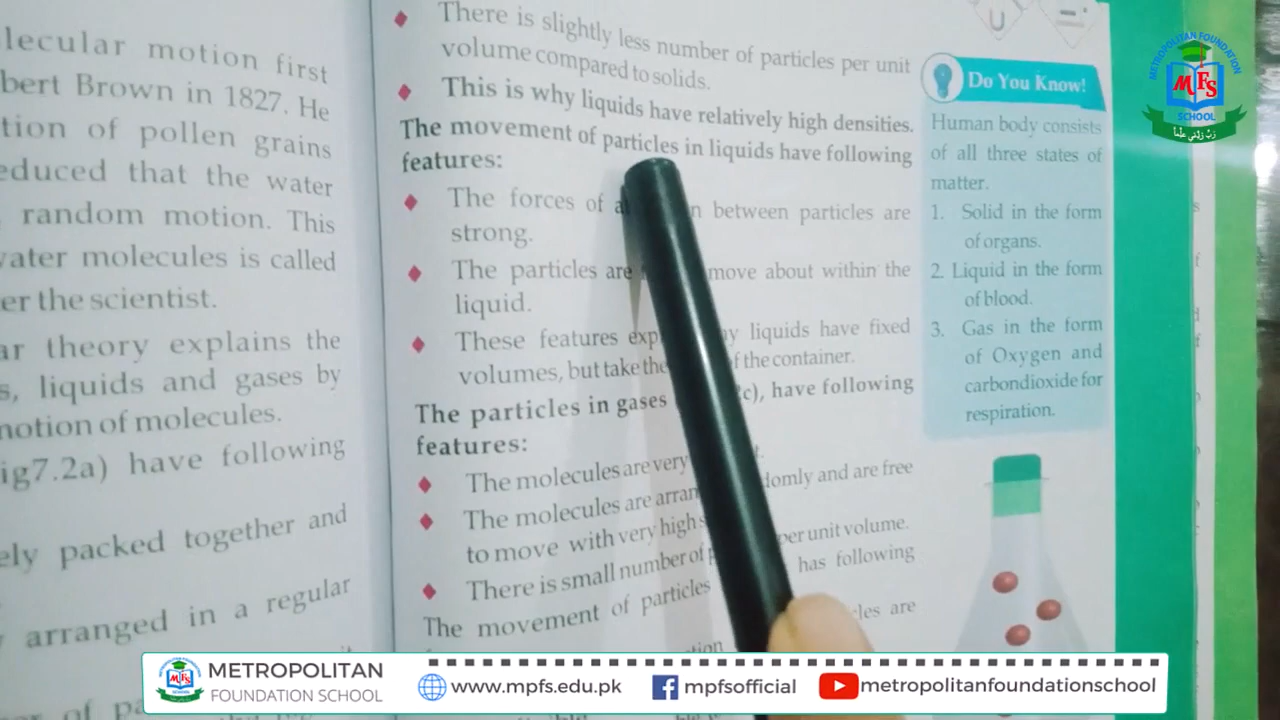 lecular motion first
bert Brown in 1827. He
tion of pollen grains
educed that the water
random motion. This
water molecules is called
er the scientist.
ar theory explains the
s, liquids and gases by
notion of molecules.
ig7.2a) have following
ely packed together and
arranged in a regular
There is slightly less number of particles per unit
volume compared to solids.
This is why liquids have relatively high densities.
The movement of particles in liquids have following
features:
The forces of between particles are
strong.
The particles are move about within the
liquid.
These features liquids have fixed
volumes, but take the of the container.
The particles in gases c), have following
features:
The molecules are very
The molecules are domly and are free
to move with very high
There is small number of per unit volume.
The movement of particles has following
are
Do You Know!
Human body consists
of all three states of
matter.
1. Solid in the form
of organs.
2. Liquid in the form
of blood.
3. Gas in the form
of Oxygen and
carbondioxide for
respiration.
METROPOLITAN FOUNDATION
MFS
SCHOOL
METROPOLITAN
FOUNDATION SCHOOL
www.mpfs.edu.pk
mpfsofficial
metropolitanfoundationschool